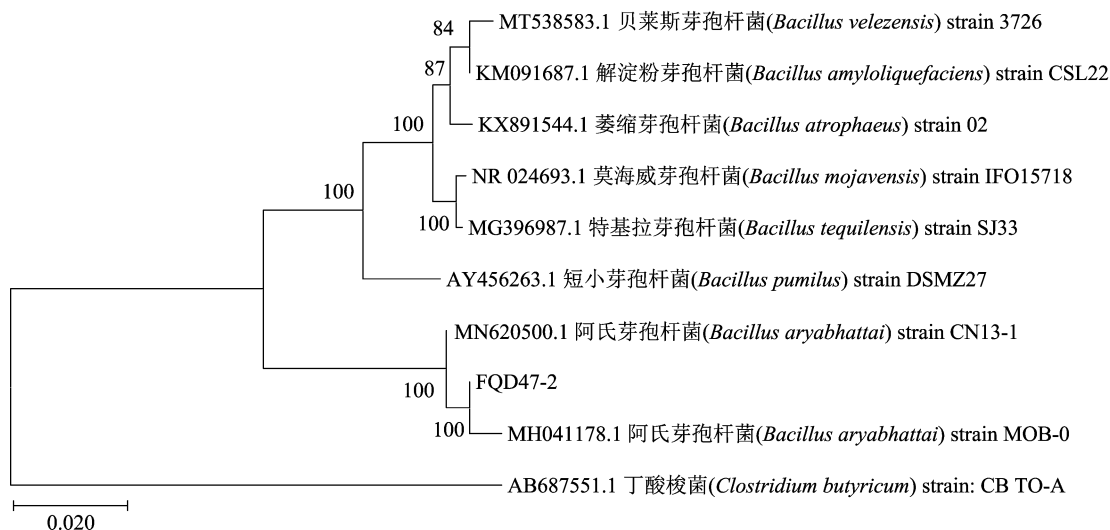 84
MT538583.1 贝莱斯芽孢杆菌(Bacillus velezensis) strain 3726
87
KM091687.1 解淀粉芽孢杆菌(Bacillus amyloliquefaciens) strain CSL22
100
KX891544.1 萎缩芽孢杆菌(Bacillus atrophaeus) strain 02
100
NR 024693.1 莫海威芽孢杆菌(Bacillus mojavensis) strain IFO15718
100
MG396987.1 特基拉芽孢杆菌(Bacillus tequilensis) strain SJ33
AY456263.1 短小芽孢杆菌(Bacillus pumilus) strain DSMZ27
MN620500.1 阿氏芽孢杆菌(Bacillus aryabhattai) strain CN13-1
100
FQD47-2
100
MH041178.1 阿氏芽孢杆菌(Bacillus aryabhattai) strain MOB-0
AB687551.1 丁酸梭菌(Clostridium butyricum) strain: CB TO-A
0.020